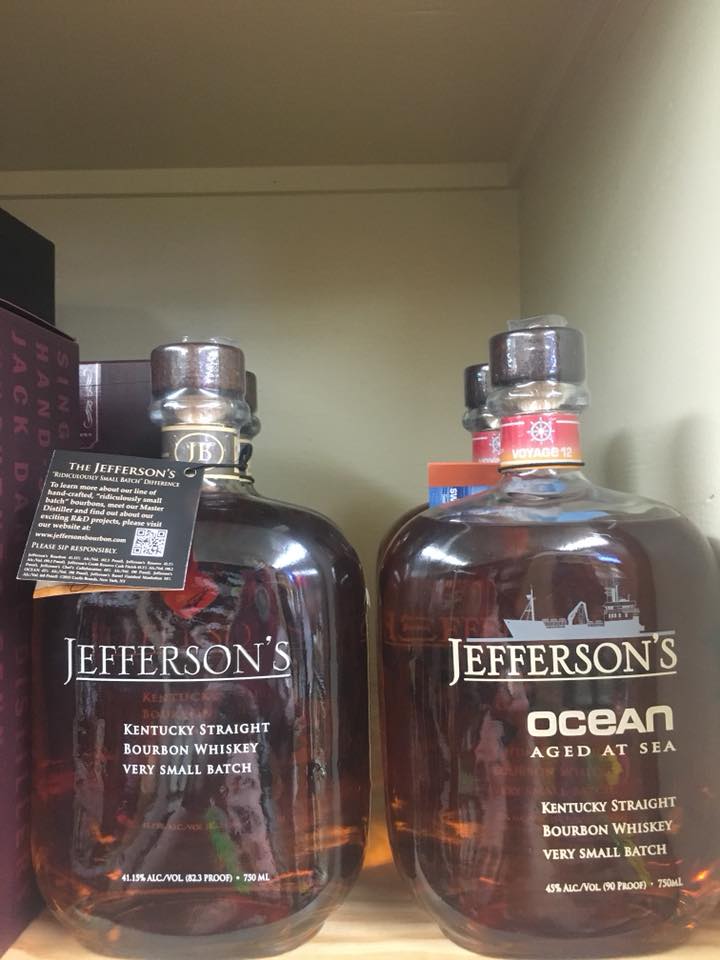 SING
HAND
JACK DA
JB
VOYAGE 12
THE JEFFERSON'S
"RIDICULOUSLY SMALL BATCH" DIFFERENCE
To learn more about our line of
hand-crafted, "ridiculously small
batch" bourbons, meet our Master
Distiller and find out about our
exciting R&D projects, please visit
our website at:
www.jeffersonsbourbon.com
PLEASE SIP RESPONSIBLY.
JEFFERSON'S
KENTUCKY STRAIGHT
BOURBON WHISKEY
VERY SMALL BATCH
41.15% ALC/VOL (82.3 PROOF) • 750 ML
JEFFERSON'S
OCEAN
AGED AT SEA
KENTUCKY STRAIGHT
BOURBON WHISKEY
VERY SMALL BATCH
45% ALC/VOL (90 PROOF) • 750ML